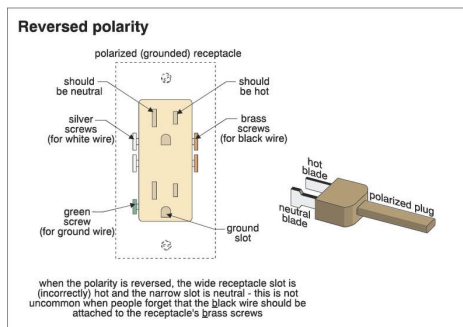 Reversed polarity
polarized (grounded) receptacle
should
be neutral
should
be hot
silver
screws
(for white wire)
brass
screws
(for black wire)
hot
blade
polarized plug
neutral
blade
green
screw
(for ground wire)
ground
slot
when the polarity is reversed, the wide receptacle slot is
(incorrectly) hot and the narrow slot is neutral - this is not
uncommon when people forget that the black wire should be
attached to the receptacle's brass screws